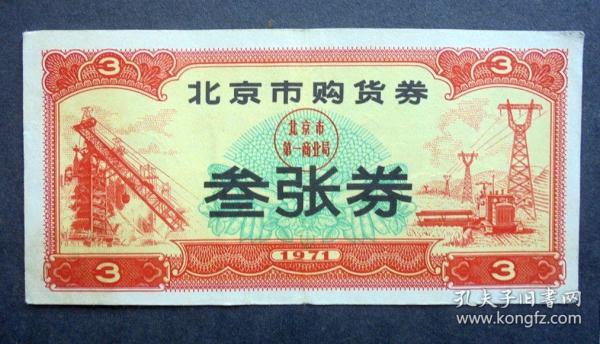 3 3
北京市购货券
北京市
第一商业局
叁张券
1971
3 3
孔夫子旧书网
www.kongfz.com